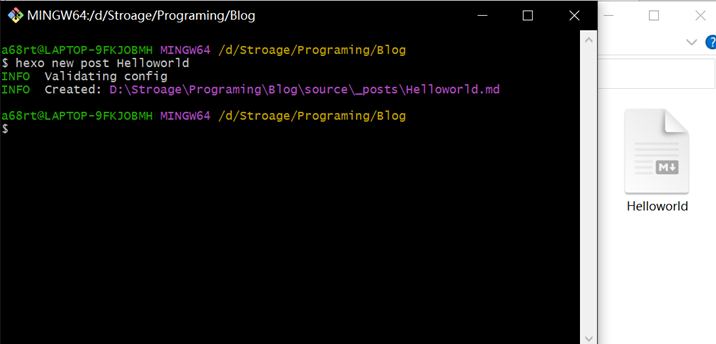 MINGW64:/d/Stroage/Programing/Blog
a68rt@LAPTOP-9FKJOBMH MINGW64 /d/Stroage/Programing/Blog
$ hexo new post Helloworld
INFO  Validating config
INFO  Created: D:\Stroage\Programing\Blog\source\_posts\Helloworld.md
a68rt@LAPTOP-9FKJOBMH MINGW64 /d/Stroage/Programing/Blog
$
M
Helloworld